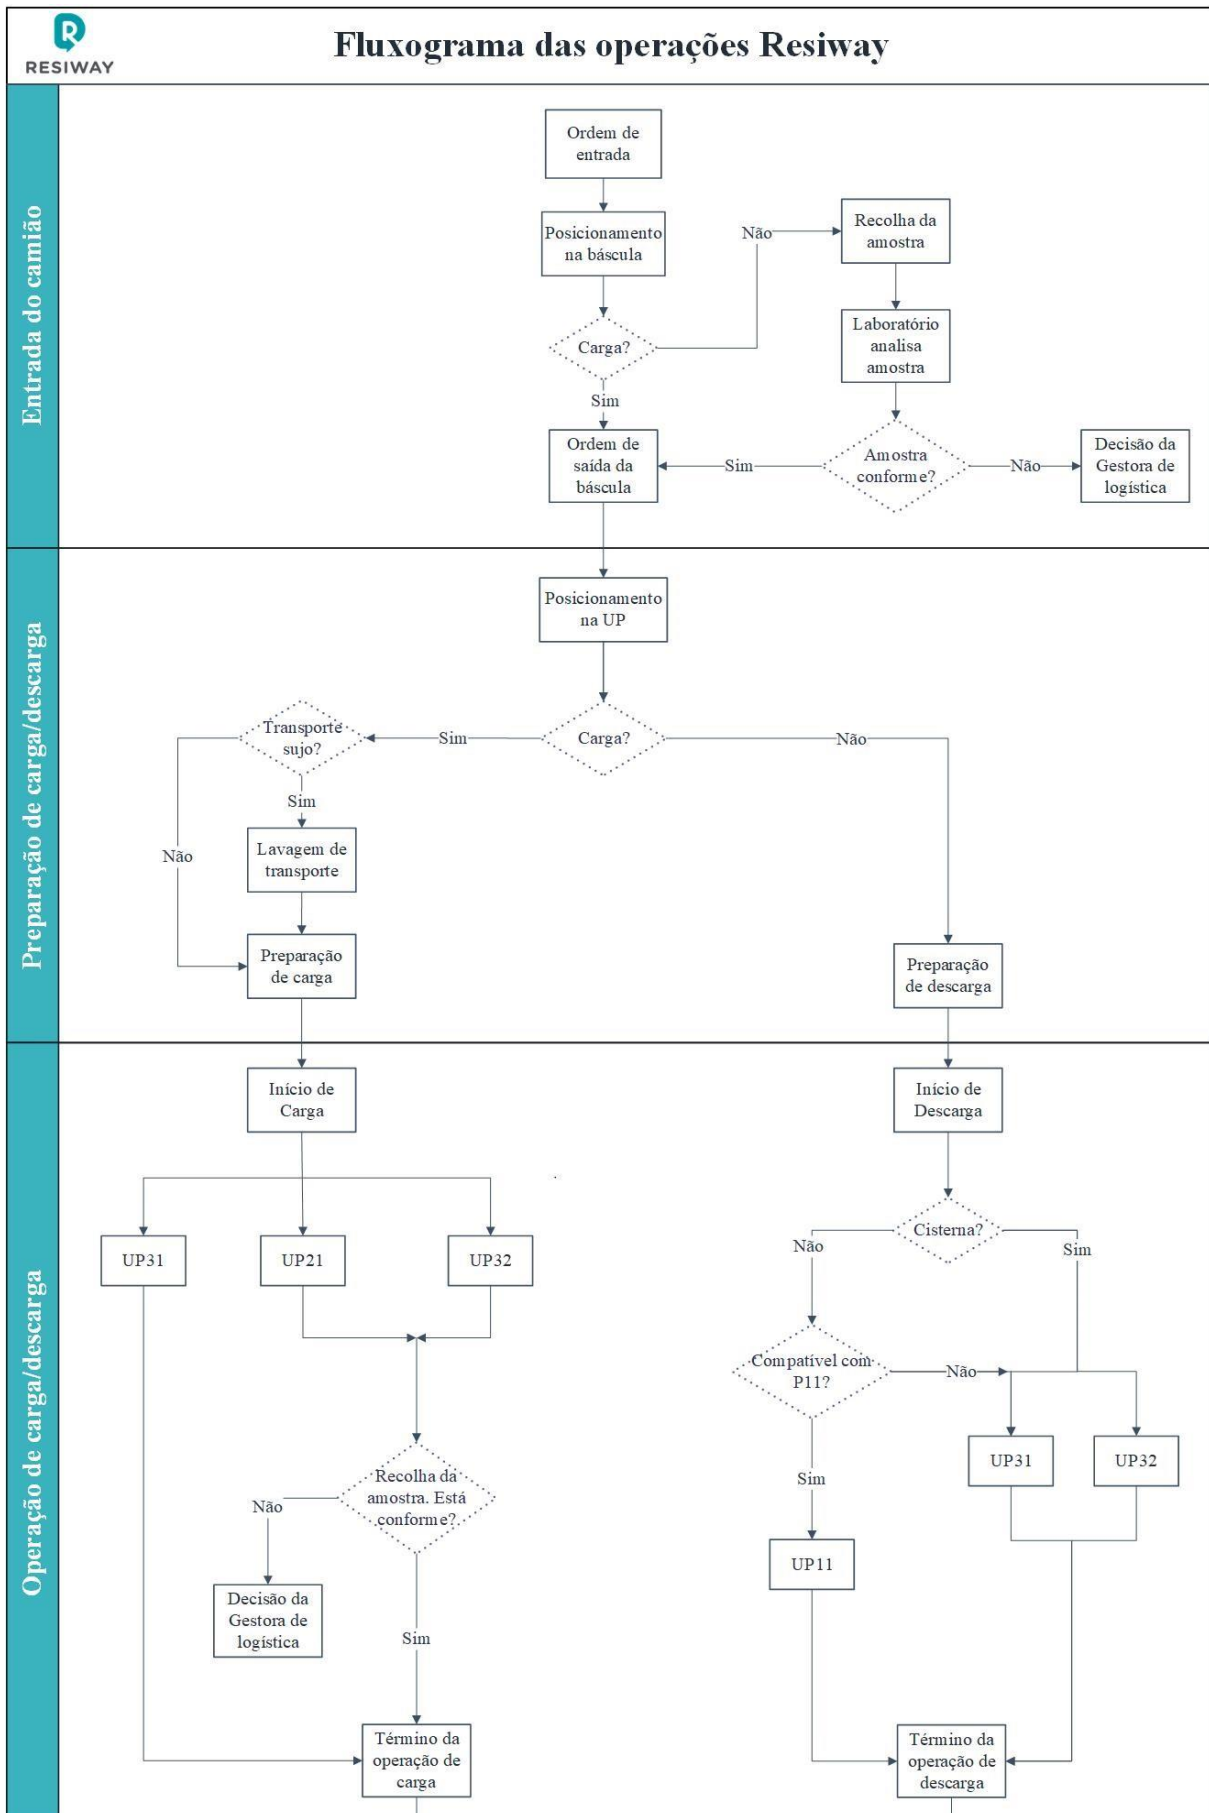 RESIWAY
Fluxograma das operações Resiway
Entrada do camião
Ordem de
entrada
Posicionamento
na báscula
Não
Recolha da
amostra
Carga?
Laboratório
analisa
amostra
Sim
Ordem de
saída da
báscula
Sim
Amostra
conforme?
Não
Decisão da
Gestora de
logística
Preparação de carga/descarga
Posicionamento
na UP
Transporte
sujo?
Sim
Carga?
Não
Sim
Não
Lavagem de
transporte
Preparação
de carga
Preparação
de descarga
Operação de carga/descarga
Início de
Carga
Início de
Descarga
Cisterna?
Não
Sim
UP31
UP21
UP32
Compatível com
P11?
Não
UP31
UP32
Sim
Recolha da
amostra. Está
conforme?
Não
UP11
Decisão da
Gestora de
logística
Sim
Término da
operação de
carga
Término da
operação de
descarga